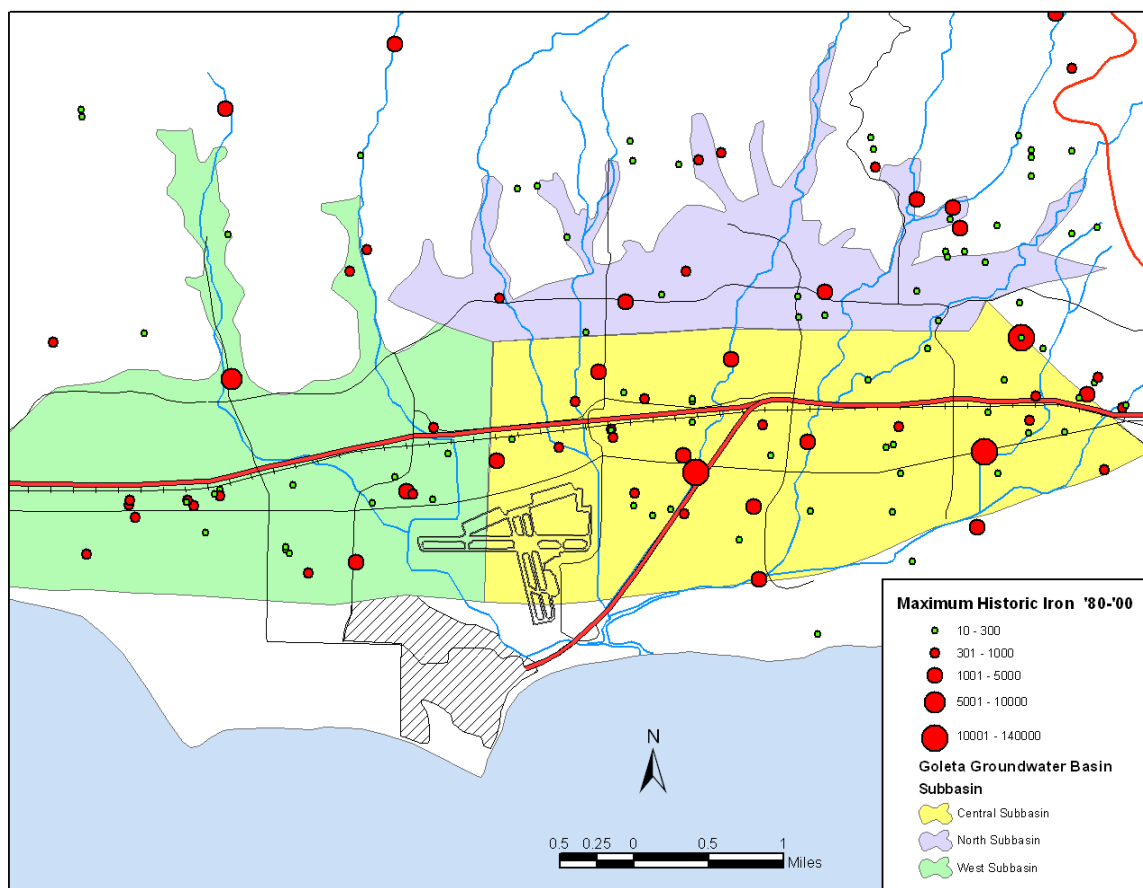 Maximum Historic Iron '80-'00
10 - 300
301 - 1000
1001 - 5000
5001 - 10000
10001 - 140000
Goleta Groundwater Basin
Subbasin
Central Subbasin
North Subbasin
West Subbasin
N
0.5 0.25 0 0.5 1
Miles